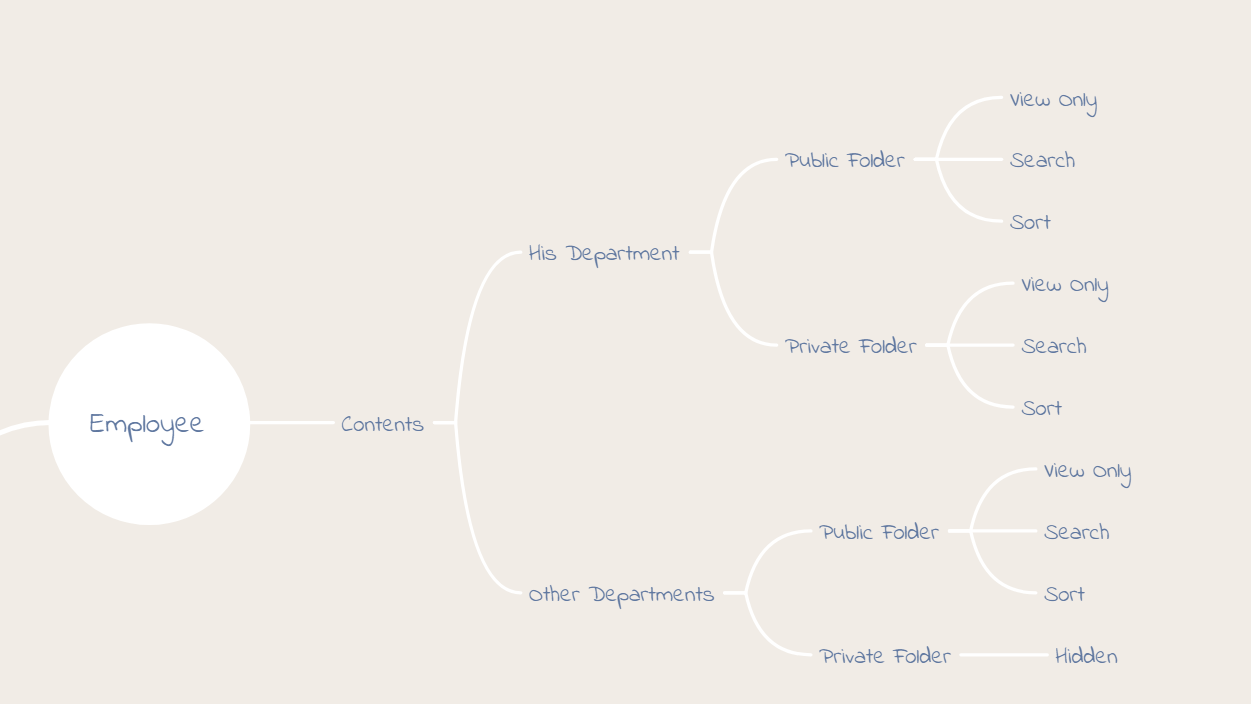 Employee
Contents
His Department
Public Folder
View Only
Search
Sort
Private Folder
View Only
Search
Sort
Other Departments
Public Folder
View Only
Search
Sort
Private Folder
Hidden